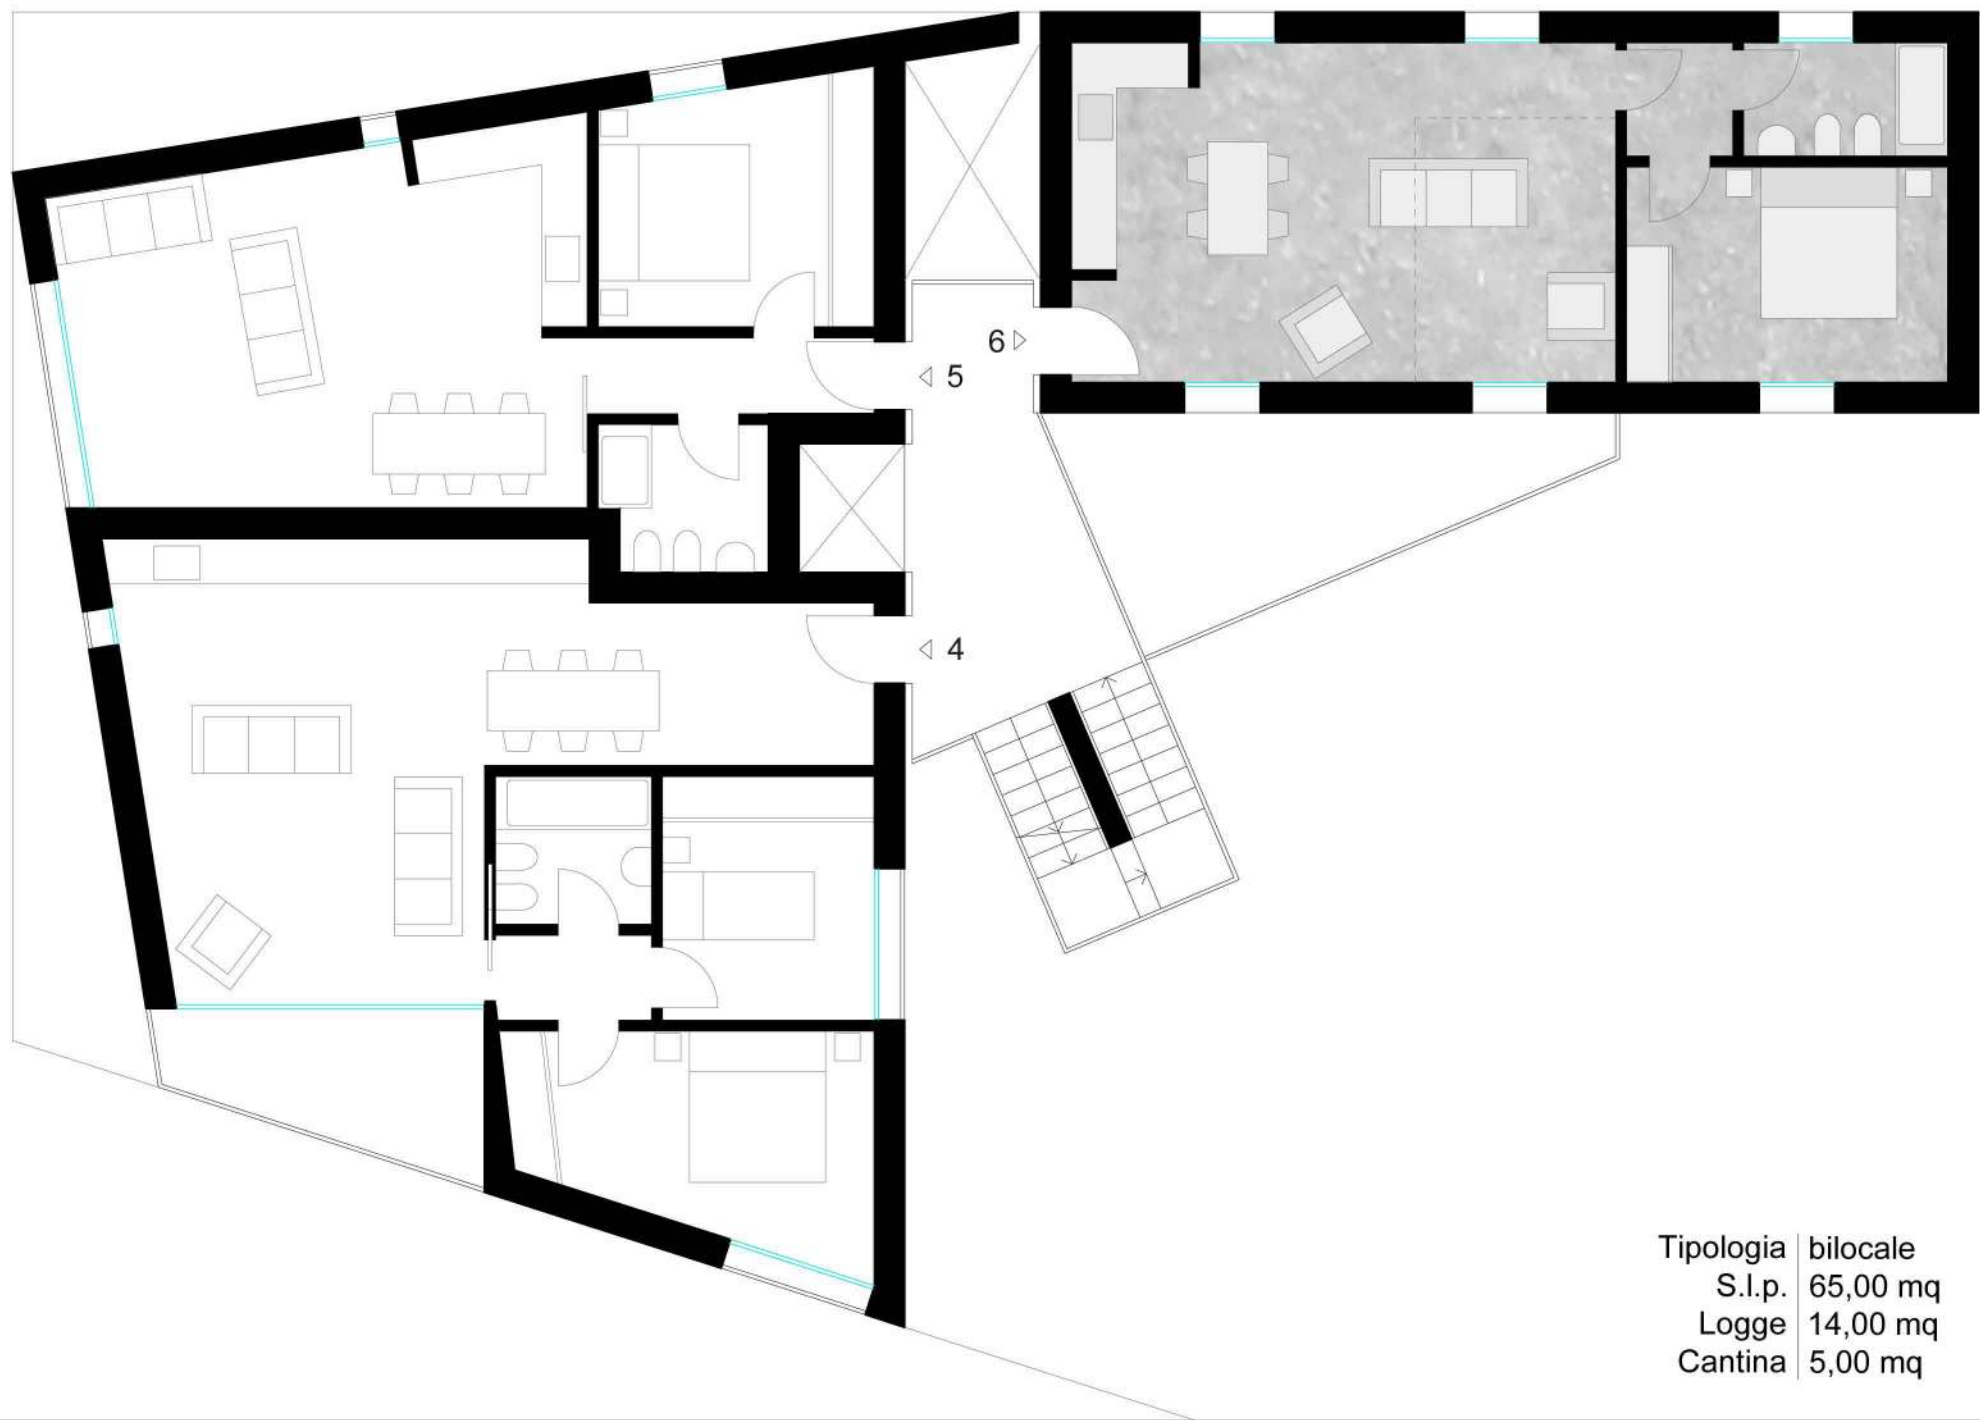 6
5
4
Tipologia bilocale
S.l.p. 65,00 mq
Logge 14,00 mq
Cantina 5,00 mq